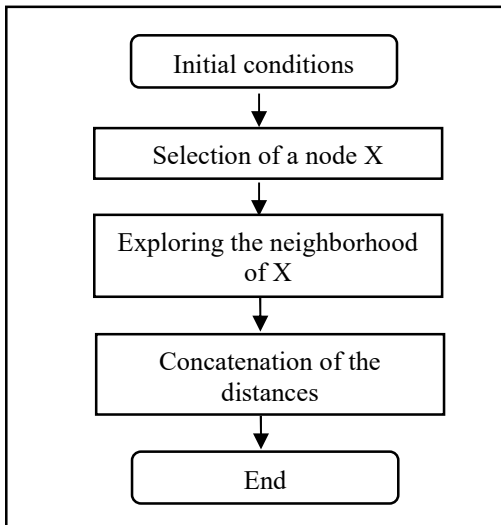 Initial conditions
Selection of a node X
Exploring the neighborhood
of X
Concatenation of the
distances
End